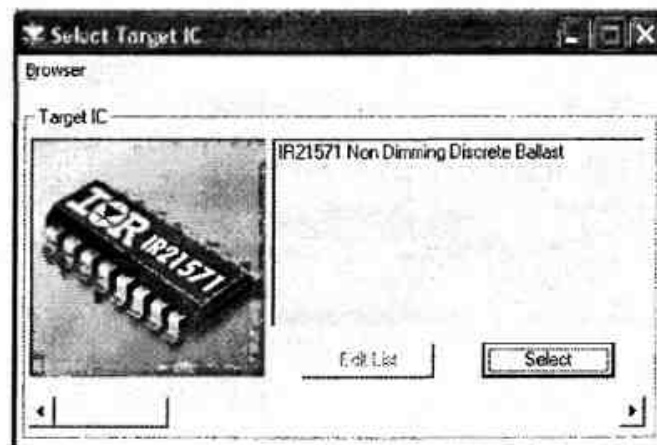 Select Target IC
Browser
Target IC
IR21571 Non Dimming Discrete Ballast
IOR IR21571
Edit List
Select